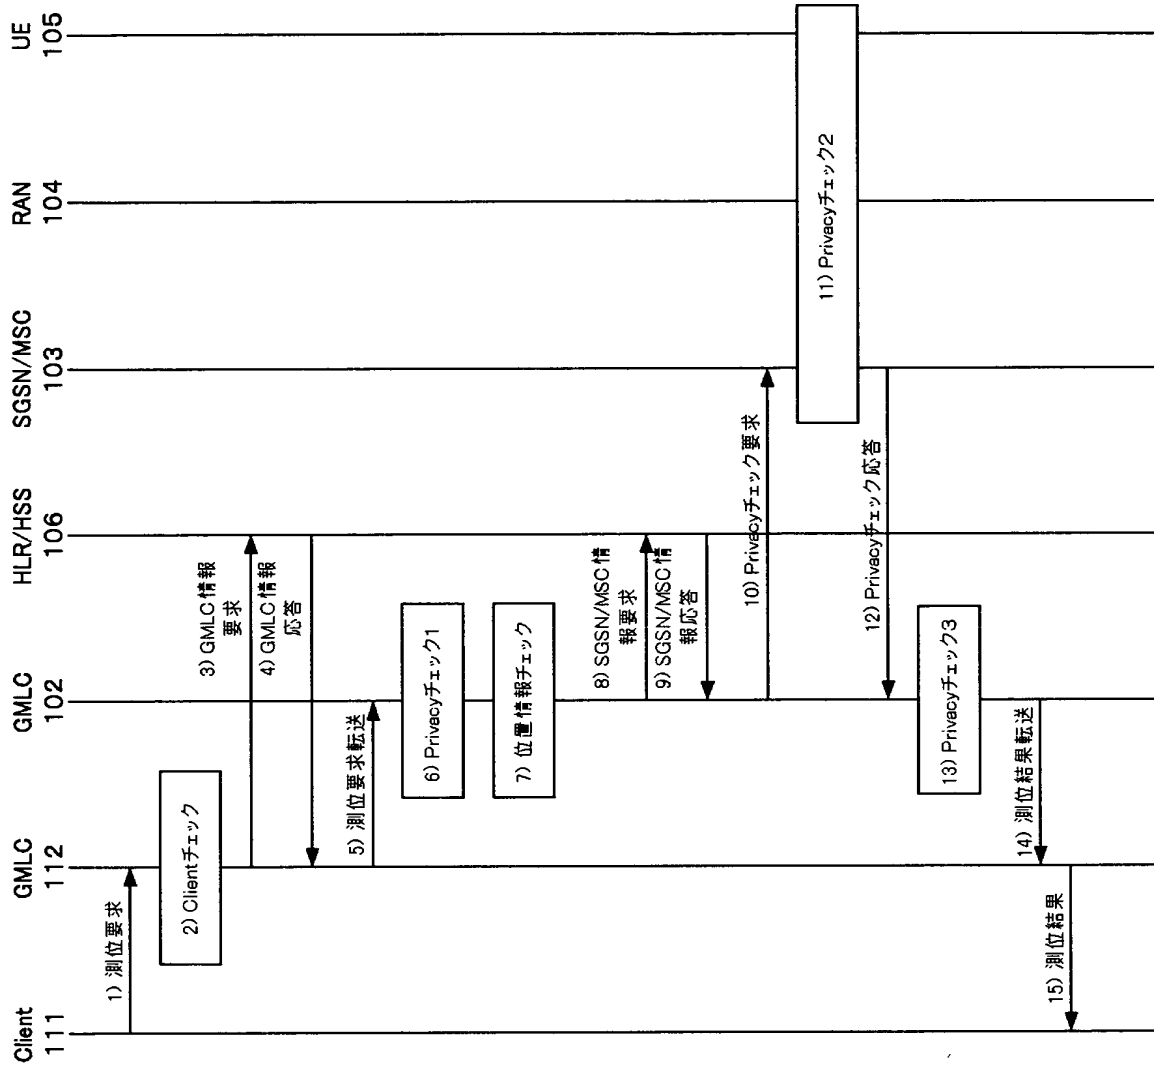 Client
111
GMLC
112
GMLC
102
HLR/HSS
106
SGSN/MSC
103
RAN
104
UE
105
1) 測位要求
2) Clientチェック
3) GMLC情報
要求
4) GMLC情報
応答
5) 測位要求転送
6) Privacyチェック1
7) 位置情報チェック
8) SGSN/MSC情
報要求
9) SGSN/MSC情
報応答
10) Privacyチェック要求
11) Privacyチェック2
12) Privacyチェック応答
13) Privacyチェック3
14) 測位結果転送
15) 測位結果